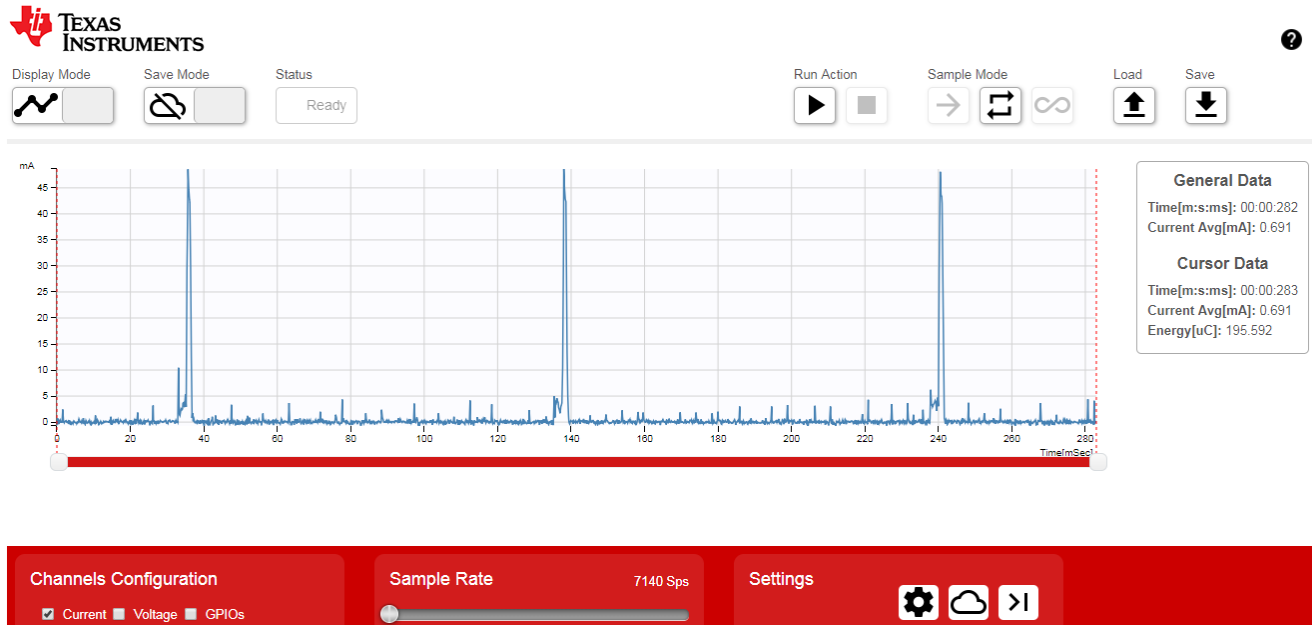 TEXAS
INSTRUMENTS
?
Display Mode Save Mode Status Run Action Sample Mode Load Save
Ready
mA
45
40
35
30
25
20
15
10
5
0
0 20 40 60 80 100 120 140 160 180 200 220 240 260 280
Time[mSec]
General Data
Time[m:s:ms]: 00:00:282
Current Avg[mA]: 0.691
Cursor Data
Time[m:s:ms]: 00:00:283
Current Avg[mA]: 0.691
Energy[uC]: 195.592
Channels Configuration
Current Voltage GPIOs
Sample Rate 7140 Sps
Settings